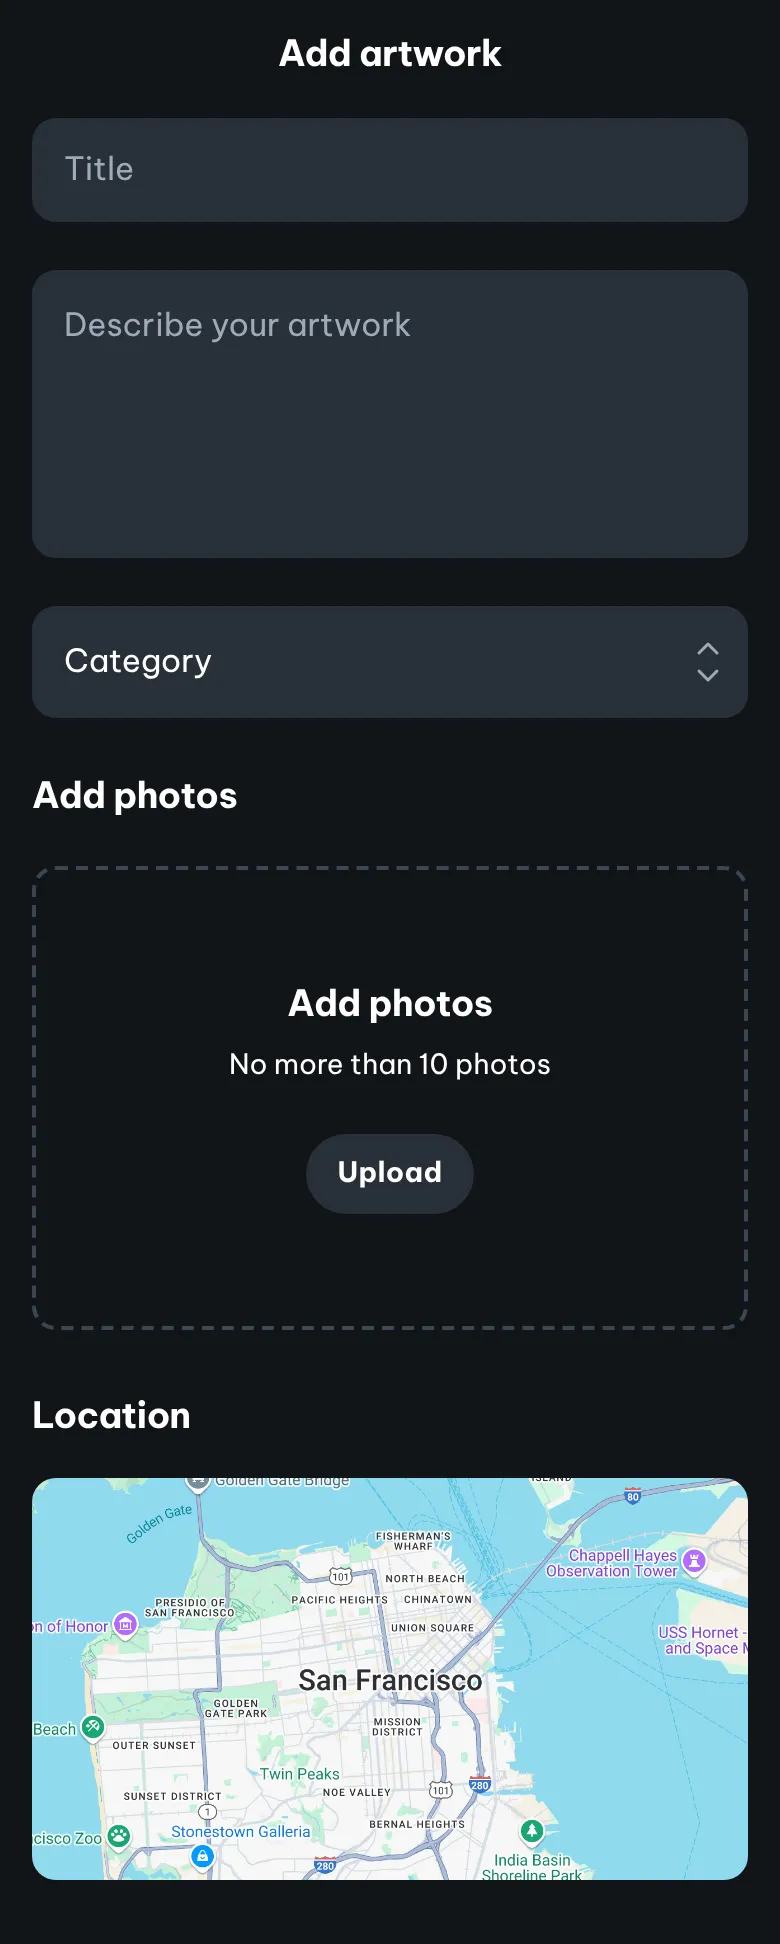 Add artwork
Title
Describe your artwork
Category
Add photos
Add photos
No more than 10 photos
Upload
Location
Golden Gate Bridge
ISLAND
80
Golden Gate
FISHERMAN'S
WHARF
Chappell Hayes
Observation Tower
101
NORTH BEACH
PACIFIC HEIGHTS
CHINATOWN
PRESIDIO OF
SAN FRANCISCO
on of Honor
UNION SQUARE
USS Hornet -
and Space M
San Francisco
GOLDEN
GATE PARK
MISSION
DISTRICT
Beach
OUTER SUNSET
Twin Peaks
280
101
NOE VALLEY
SUNSET DISTRICT
1
BERNAL HEIGHTS
Stonestown Galleria
cisco Zoo
280
India Basin
Shoreline Park